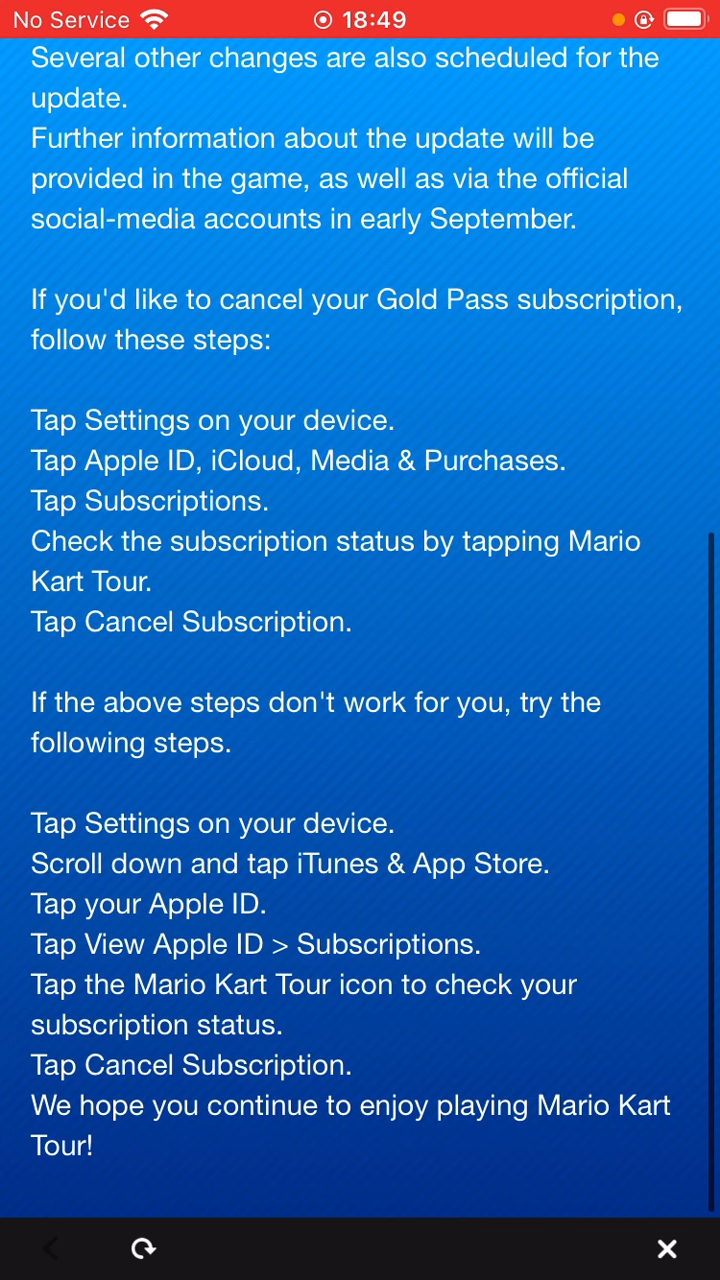 No Service 18:49
Several other changes are also scheduled for the
update.
Further information about the update will be
provided in the game, as well as via the official
social-media accounts in early September.
If you'd like to cancel your Gold Pass subscription,
follow these steps:
Tap Settings on your device.
Tap Apple ID, iCloud, Media & Purchases.
Tap Subscriptions.
Check the subscription status by tapping Mario
Kart Tour.
Tap Cancel Subscription.
If the above steps don't work for you, try the
following steps.
Tap Settings on your device.
Scroll down and tap iTunes & App Store.
Tap your Apple ID.
Tap View Apple ID > Subscriptions.
Tap the Mario Kart Tour icon to check your
subscription status.
Tap Cancel Subscription.
We hope you continue to enjoy playing Mario Kart
Tour!